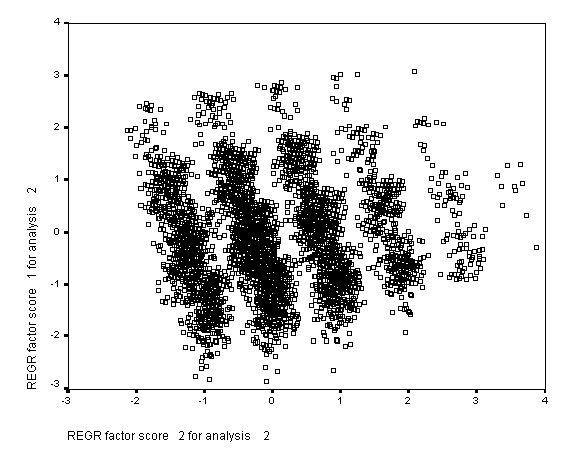 4
3
2
1
0
-1
-2
-3
REGR factor score 1 for analysis 2
-3 -2 -1 0 1 2 3 4
REGR factor score 2 for analysis 2